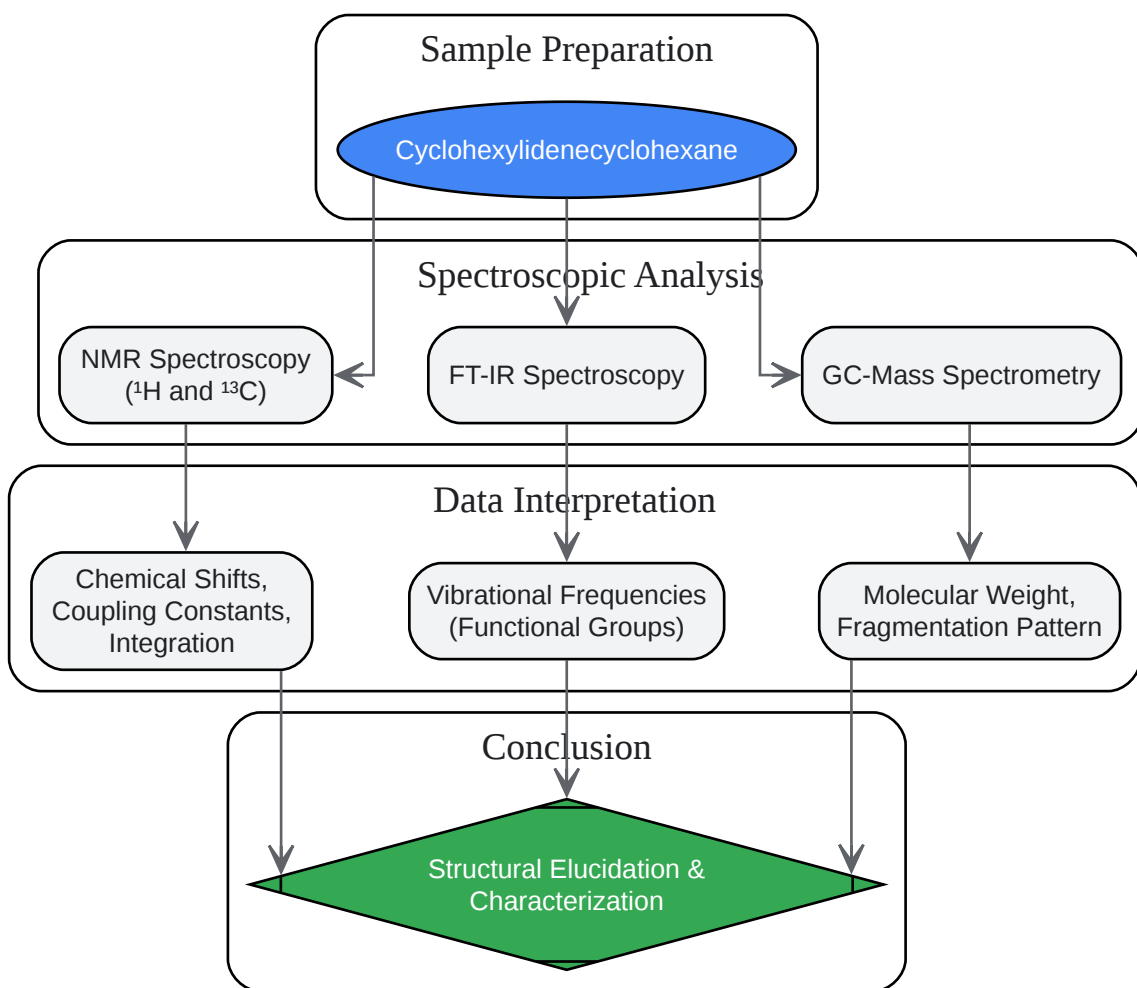 Sample Preparation
Cyclohexylidenecyclohexane
Spectroscopic Analysis
NMR Spectroscopy
(¹H and ¹³C)
FT-IR Spectroscopy
GC-Mass Spectrometry
Data Interpretation
Chemical Shifts,
Coupling Constants,
Integration
Vibrational Frequencies
(Functional Groups)
Molecular Weight,
Fragmentation Pattern
Conclusion
Structural Elucidation &
Characterization